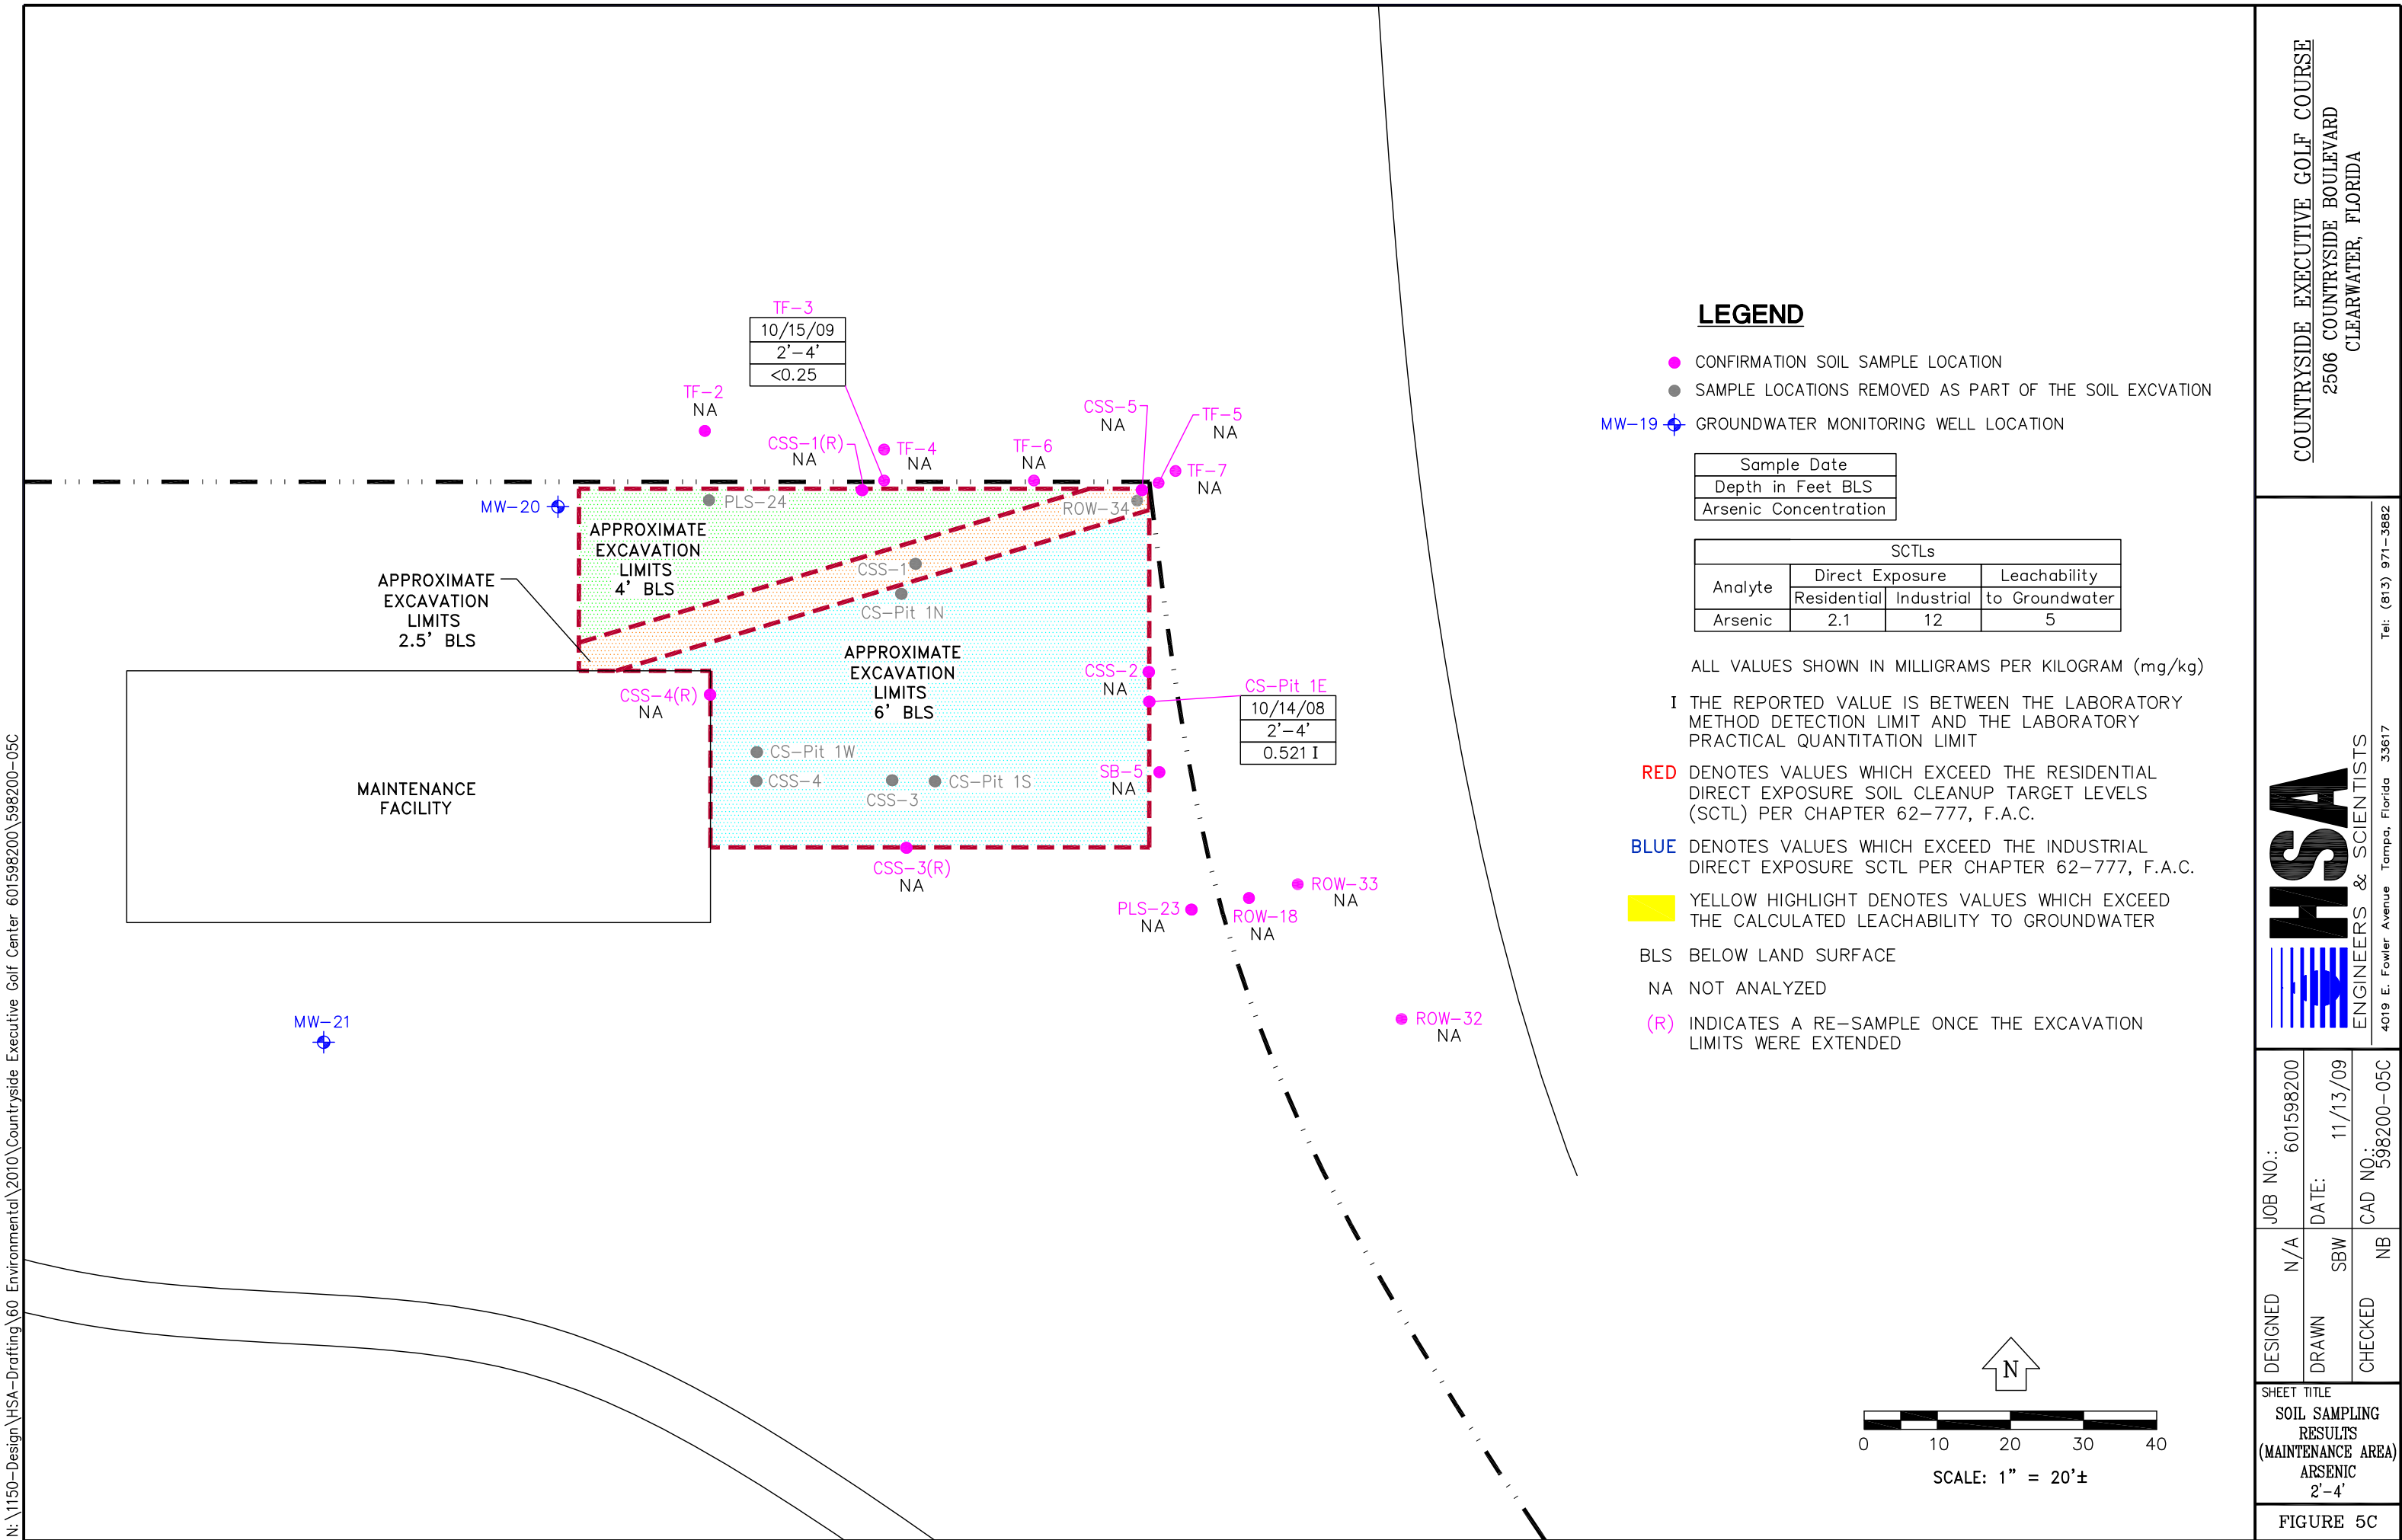 TF-3
10/15/09
2'-4'
<0.25
TF-2
NA
CSS-1(R)
NA
TF-4
NA
TF-6
NA
CSS-5
NA
TF-5
NA
TF-7
NA
MW-20
PLS-24
ROW-34
APPROXIMATE
EXCAVATION
LIMITS
4' BLS
CSS-1
CS-Pit 1N
APPROXIMATE
EXCAVATION
LIMITS
2.5' BLS
APPROXIMATE
EXCAVATION
LIMITS
6' BLS
CSS-2
NA
CS-Pit 1E
10/14/08
2'-4'
0.521 I
CSS-4(R)
NA
CS-Pit 1W
CSS-4
CSS-3
CS-Pit 1S
SB-5
NA
MAINTENANCE
FACILITY
CSS-3(R)
NA
PLS-23
NA
ROW-18
NA
ROW-33
NA
ROW-32
NA
MW-21
LEGEND
CONFIRMATION SOIL SAMPLE LOCATION
SAMPLE LOCATIONS REMOVED AS PART OF THE SOIL EXCVATION
MW-19 GROUNDWATER MONITORING WELL LOCATION
Sample Date
Depth in Feet BLS
Arsenic Concentration
SCTLs
Analyte Direct Exposure Leachability
Residential Industrial to Groundwater
Arsenic 2.1 12 5
ALL VALUES SHOWN IN MILLIGRAMS PER KILOGRAM (mg/kg)
I THE REPORTED VALUE IS BETWEEN THE LABORATORY
METHOD DETECTION LIMIT AND THE LABORATORY
PRACTICAL QUANTITATION LIMIT
RED DENOTES VALUES WHICH EXCEED THE RESIDENTIAL
DIRECT EXPOSURE SOIL CLEANUP TARGET LEVELS
(SCTL) PER CHAPTER 62-777, F.A.C.
BLUE DENOTES VALUES WHICH EXCEED THE INDUSTRIAL
DIRECT EXPOSURE SCTL PER CHAPTER 62-777, F.A.C.
YELLOW HIGHLIGHT DENOTES VALUES WHICH EXCEED
THE CALCULATED LEACHABILITY TO GROUNDWATER
BLS BELOW LAND SURFACE
NA NOT ANALYZED
(R) INDICATES A RE-SAMPLE ONCE THE EXCAVATION
LIMITS WERE EXTENDED
N
0 10 20 30 40
SCALE: 1" = 20'±
COUNTRYSIDE EXECUTIVE GOLF COURSE
2506 COUNTRYSIDE BOULEVARD
CLEARWATER, FLORIDA
HSA
ENGINEERS & SCIENTISTS
4019 E. Fowler Avenue Tampa, Florida 33617 Tel: (813) 971-3882
DESIGNED N/A
JOB NO.: 601598200
DRAWN SBW
DATE: 11/13/09
CHECKED NB
CAD NO.: 598200-05C
SHEET TITLE
SOIL SAMPLING
RESULTS
(MAINTENANCE AREA)
ARSENIC
2'-4'
FIGURE 5C
N:\1150-Design\HSA-Drafting\60 Environmental\2010\Countryside Executive Golf Center 601598200\598200-05C